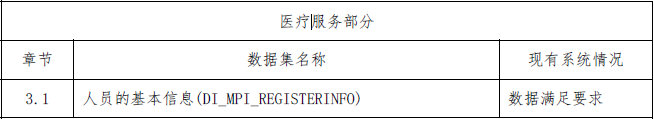 医疗服务部分
章节 数据集名称 现有系统情况
3.1 人员的基本信息(DI_MPI_REGISTERINFO) 数据满足要求